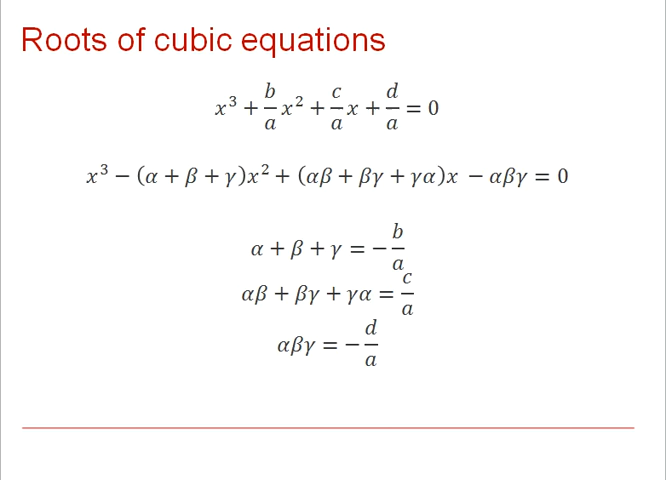 Roots of cubic equations
x³ + b/a x² + c/a x + d/a = 0
x³ − (α + β + γ)x² + (αβ + βγ + γα)x − αβγ = 0
α + β + γ = − b/a
αβ + βγ + γα = c/a
αβγ = − d/a